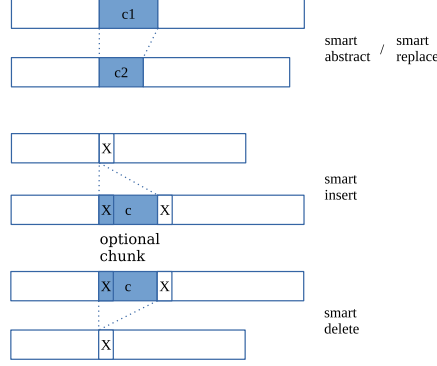 c1
smart smart
abstract / replace
c2
X
smart
insert
X c X
optional
chunk
X c X
smart
delete
X